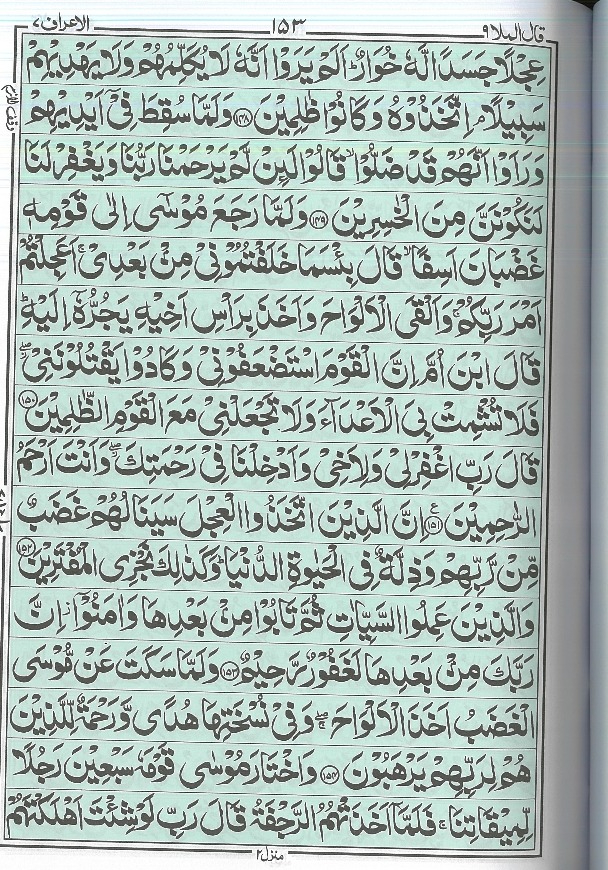 قال الملا ٩ ١٥٣ الاعراف ٧
عِجْلًا جَسَدًا لَّهٗ خُوَارٌ ؕ اَلَمْ يَرَوْا اَنَّهٗ لَا يُكَلِّمُهُمْ وَلَا يَهْدِيْهِمْ
سَبِيْلًا ۘ اِتَّخَذُوْهُ وَكَانُوْا ظٰلِمِيْنَ ﴿۱۴۸﴾ وَلَمَّا سُقِطَ فِيْۤ اَيْدِيْهِمْ
وَرَاَوْا اَنَّهُمْ قَدْ ضَلُّوْا ۙ قَالُوْا لَىِٕنْ لَّمْ يَرْحَمْنَا رَبُّنَا وَيَغْفِرْ لَنَا
لَنَكُوْنَنَّ مِنَ الْخٰسِرِيْنَ ﴿۱۴۹﴾ وَلَمَّا رَجَعَ مُوْسٰۤى اِلٰى قَوْمِهٖ
غَضْبَانَ اَسِفًا ۙ قَالَ بِئْسَمَا خَلَفْتُمُوْنِيْ مِنْۢ بَعْدِيْ ۚ اَعَجِلْتُمْ
اَمْرَ رَبِّكُمْ ۚ وَاَلْقَى الْاَلْوَاحَ وَاَخَذَ بِرَاْسِ اَخِيْهِ يَجُرُّهٗۤ اِلَيْهِ ؕ
قَالَ ابْنَ اُمَّ اِنَّ الْقَوْمَ اسْتَضْعَفُوْنِيْ وَكَادُوْا يَقْتُلُوْنَنِيْ ۖ
فَلَا تُشْمِتْ بِيَ الْاَعْدَآءَ وَلَا تَجْعَلْنِيْ مَعَ الْقَوْمِ الظّٰلِمِيْنَ ﴿۱۵۰﴾
قَالَ رَبِّ اغْفِرْ لِيْ وَلِاَخِيْ وَاَدْخِلْنَا فِيْ رَحْمَتِكَ ۖ وَاَنْتَ اَرْحَمُ
الرّٰحِمِيْنَ ﴿۱۵۱﴾ ع اِنَّ الَّذِيْنَ اتَّخَذُوا الْعِجْلَ سَيَنَالُهُمْ غَضَبٌ
مِّنْ رَّبِّهِمْ وَذِلَّةٌ فِي الْحَيٰوةِ الدُّنْيَا ؕ وَكَذٰلِكَ نَجْزِي الْمُفْتَرِيْنَ ﴿۱۵۲﴾
وَالَّذِيْنَ عَمِلُوا السَّيِّاٰتِ ثُمَّ تَابُوْا مِنْۢ بَعْدِهَا وَاٰمَنُوْۤا ۫ اِنَّ
رَبَّكَ مِنْۢ بَعْدِهَا لَغَفُوْرٌ رَّحِيْمٌ ﴿۱۵۳﴾ وَلَمَّا سَكَتَ عَنْ مُّوْسَى
الْغَضَبُ اَخَذَ الْاَلْوَاحَ ۖ وَفِيْ نُسْخَتِهَا هُدًى وَّرَحْمَةٌ لِّلَّذِيْنَ
هُمْ لِرَبِّهِمْ يَرْهَبُوْنَ ﴿۱۵۴﴾ وَاخْتَارَ مُوْسٰى قَوْمَهٗ سَبْعِيْنَ رَجُلًا
لِّمِيْقَاتِنَا ۚ فَلَمَّاۤ اَخَذَتْهُمُ الرَّجْفَةُ قَالَ رَبِّ لَوْ شِئْتَ اَهْلَكْتَهُمْ
منزل ٢
وقف لازم